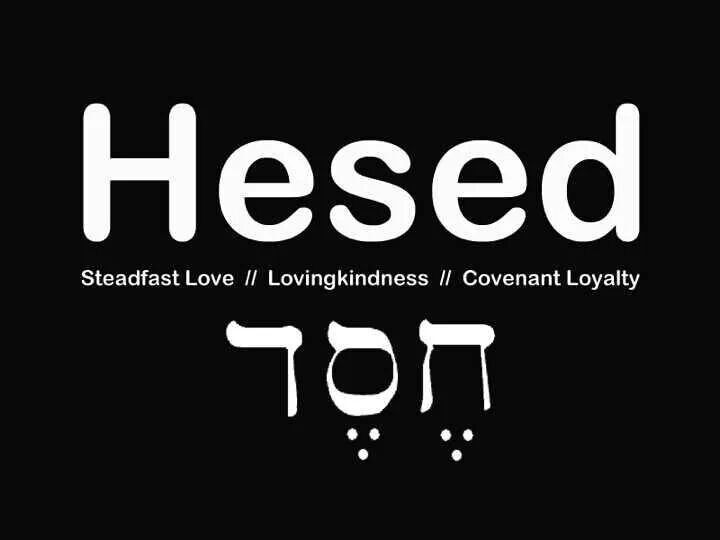 Hesed
Steadfast Love // Lovingkindness // Covenant Loyalty
חֶסֶד